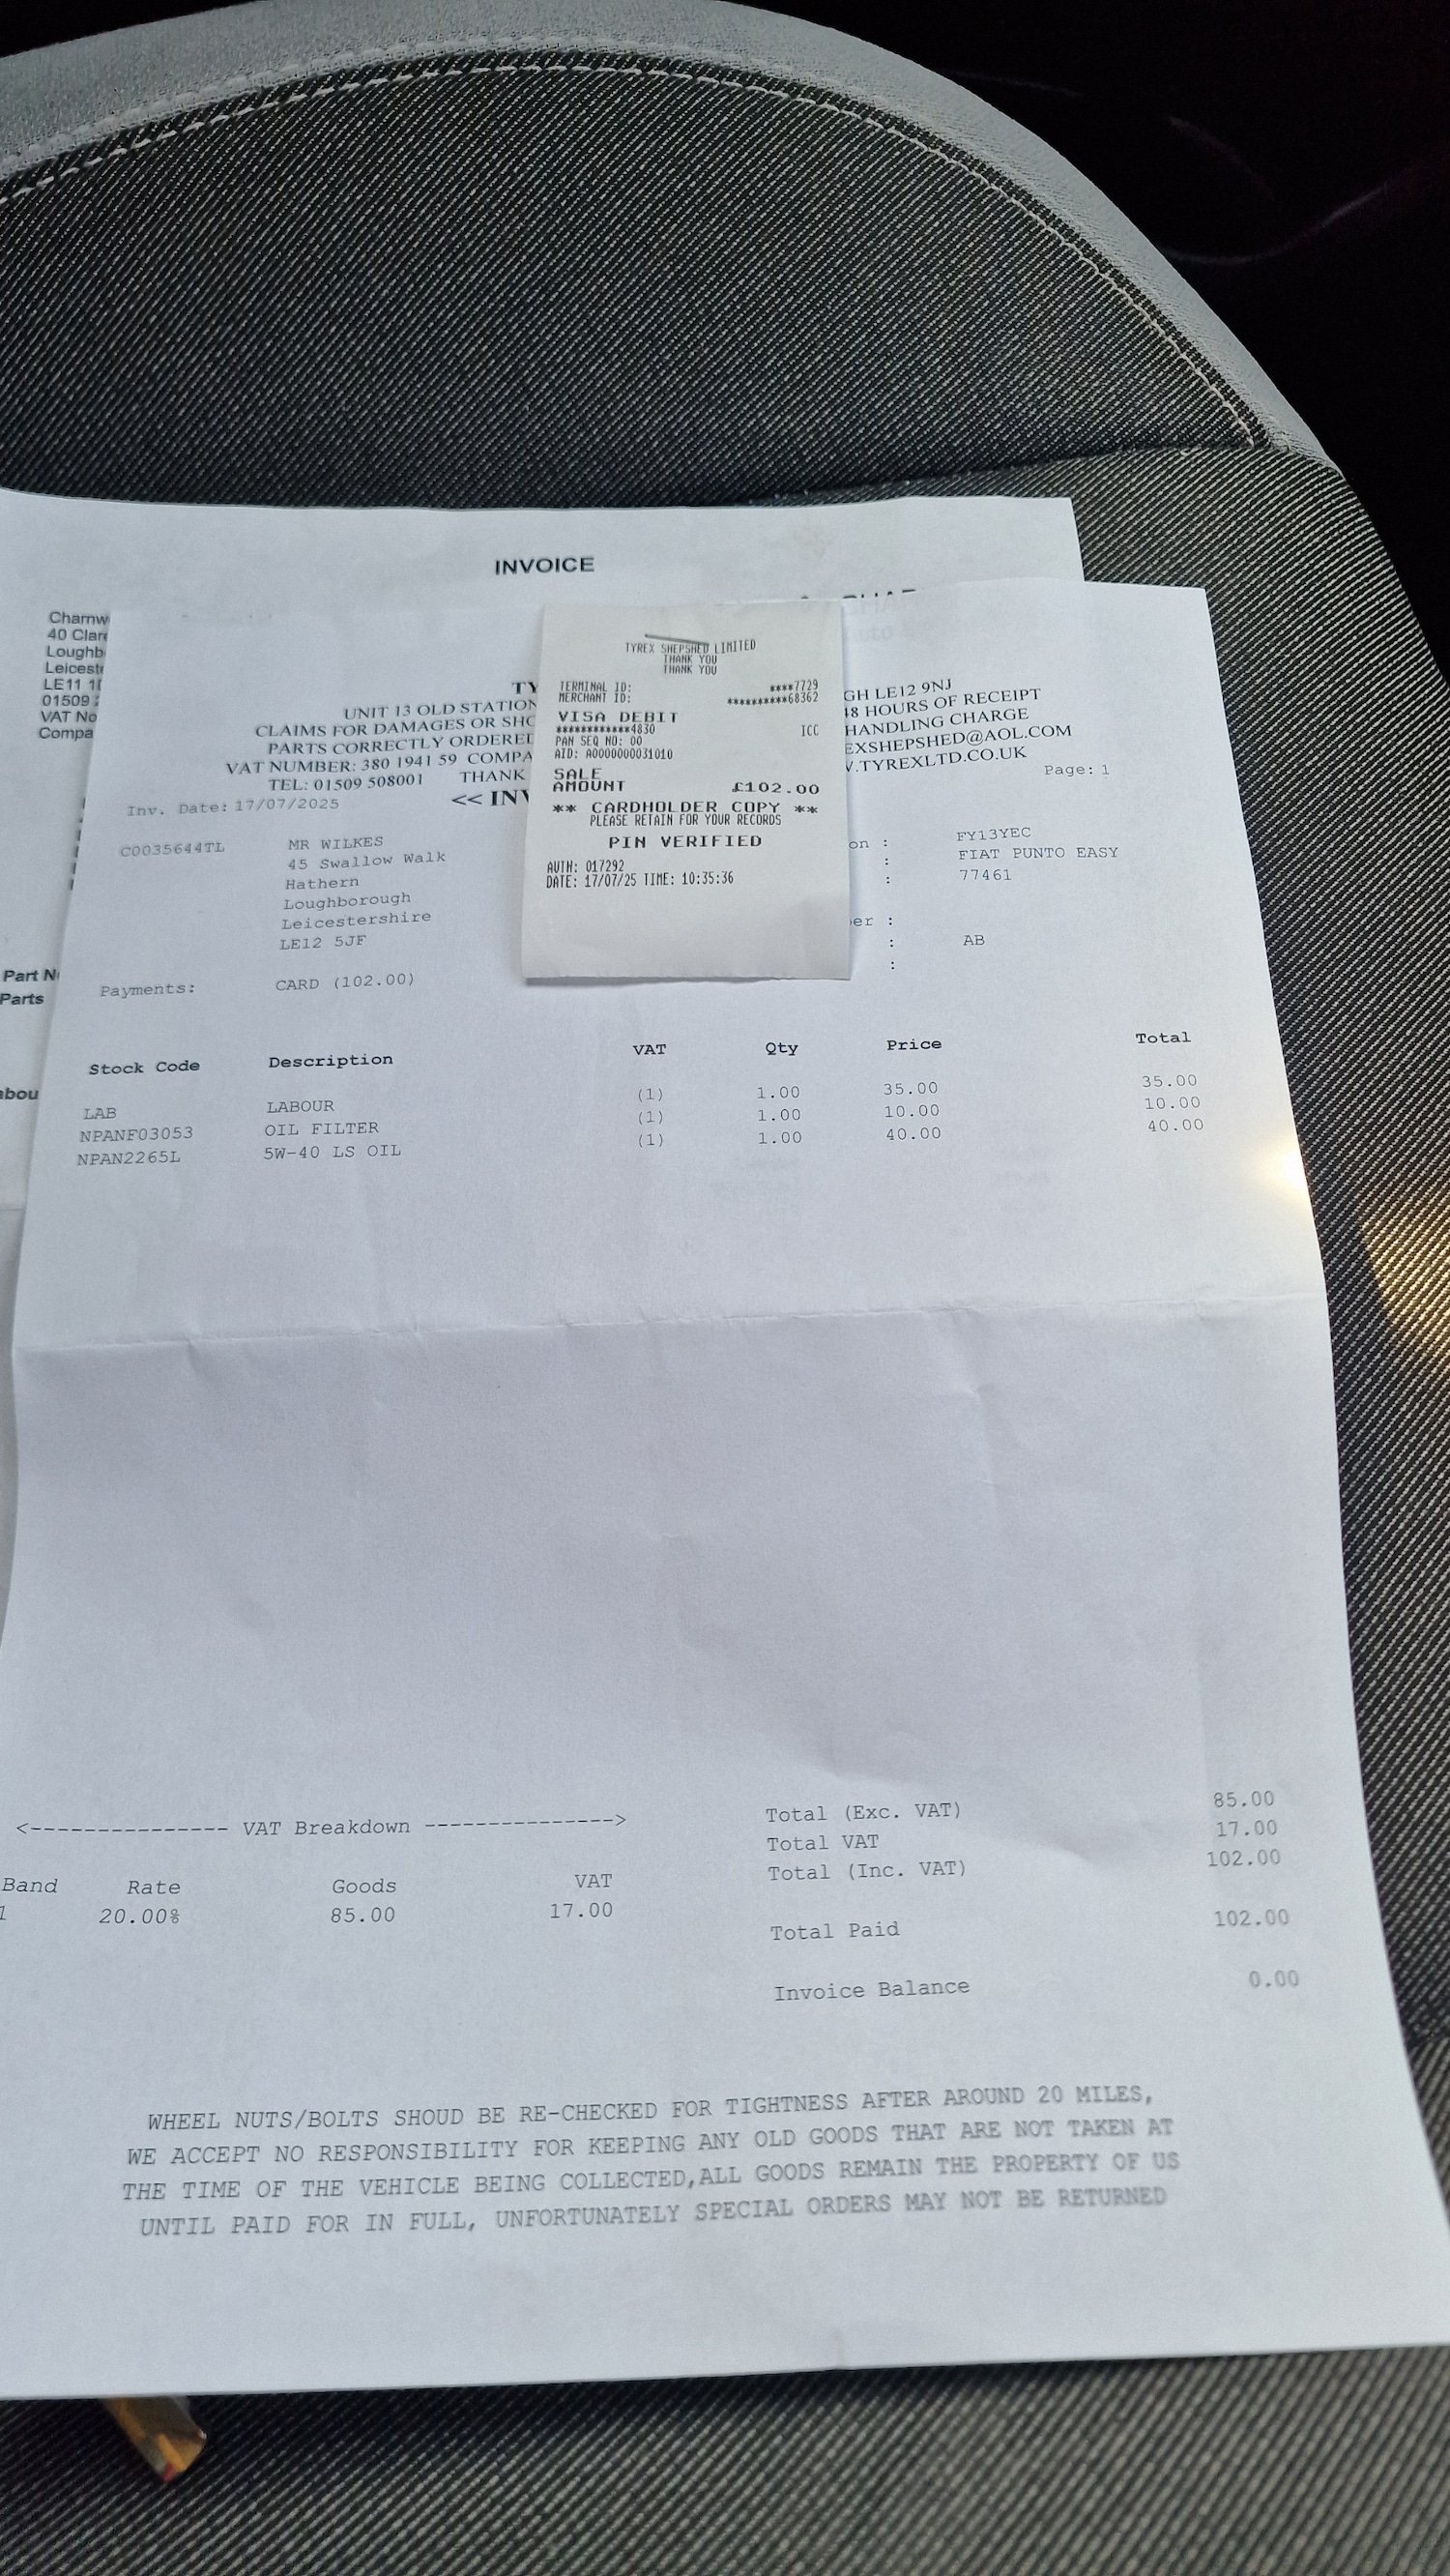 INVOICE
Charnw
40 Clare
Loughb
Leiceste
LE11 1
01509
VAT No
Compa
Part N
Parts
abou
TYREX SHEPSHED LIMITED
THANK YOU
THANK YOU
TERMINAL ID: ****7729
MERCHANT ID: **********68362
VISA DEBIT
************4830 ICC
PAN SEQ NO: 00
AID: A0000000031010
SALE
AMOUNT £102.00
** CARDHOLDER COPY **
PLEASE RETAIN FOR YOUR RECORDS
PIN VERIFIED
AUTH: 017292
DATE: 17/07/25 TIME: 10:35:36
TY
UNIT 13 OLD STATION GH LE12 9NJ
CLAIMS FOR DAMAGES OR SHO 48 HOURS OF RECEIPT
PARTS CORRECTLY ORDERED HANDLING CHARGE
VAT NUMBER: 380 1941 59 COMPA EXSHEPSHED@AOL.COM
TEL: 01509 508001 THANK .TYREXLTD.CO.UK
<< INV
Page: 1
Inv. Date: 17/07/2025
C0035644TL MR WILKES on : FY13YEC
45 Swallow Walk : FIAT PUNTO EASY
Hathern : 77461
Loughborough
Leicestershire er :
LE12 5JF : AB
:
Payments: CARD (102.00)
Stock Code Description VAT Qty Price Total
LAB LABOUR (1) 1.00 35.00 35.00
NPANF03053 OIL FILTER (1) 1.00 10.00 10.00
NPAN2265L 5W-40 LS OIL (1) 1.00 40.00 40.00
<--------------- VAT Breakdown -------------->
Band Rate Goods VAT
1 20.00% 85.00 17.00
Total (Exc. VAT) 85.00
Total VAT 17.00
Total (Inc. VAT) 102.00
Total Paid 102.00
Invoice Balance 0.00
WHEEL NUTS/BOLTS SHOUD BE RE-CHECKED FOR TIGHTNESS AFTER AROUND 20 MILES,
WE ACCEPT NO RESPONSIBILITY FOR KEEPING ANY OLD GOODS THAT ARE NOT TAKEN AT
THE TIME OF THE VEHICLE BEING COLLECTED,ALL GOODS REMAIN THE PROPERTY OF US
UNTIL PAID FOR IN FULL, UNFORTUNATELY SPECIAL ORDERS MAY NOT BE RETURNED